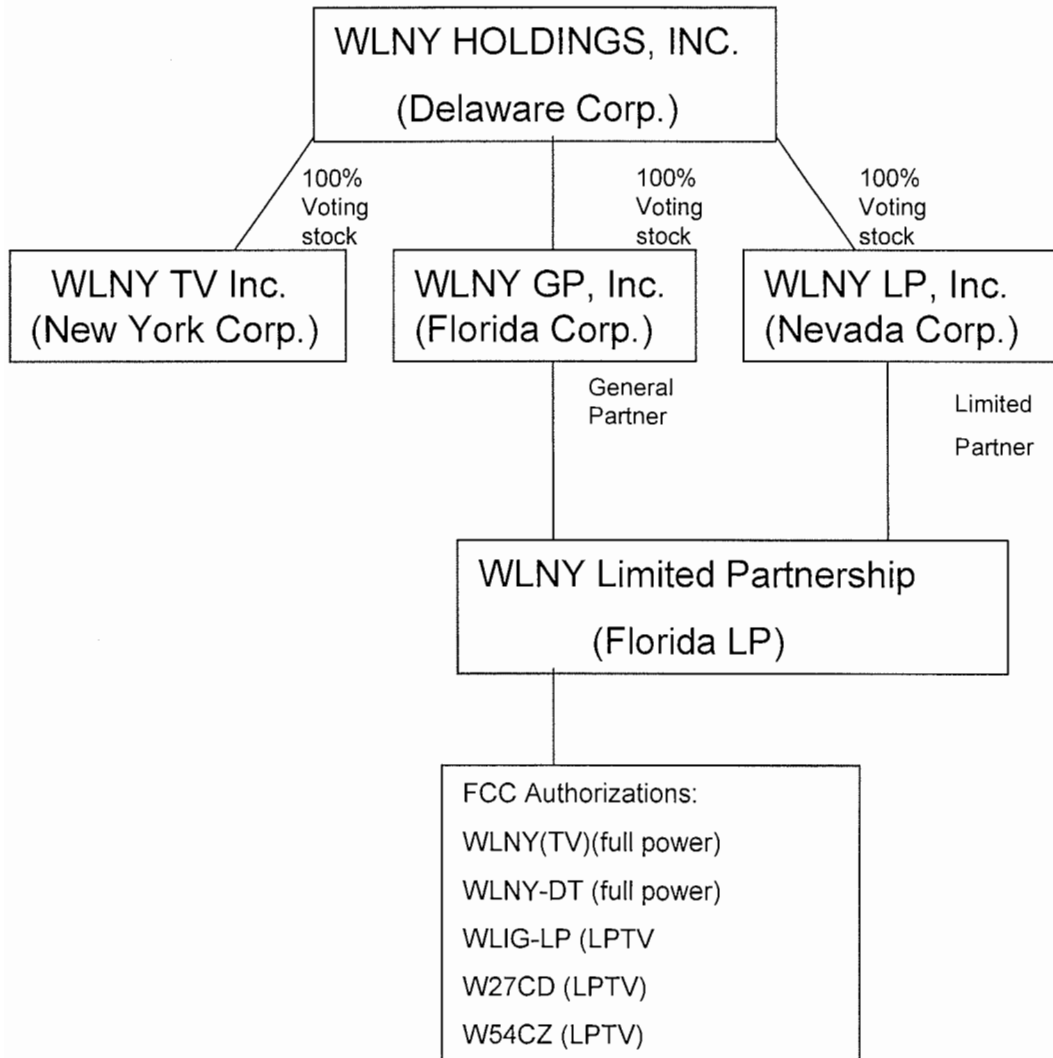 WLNY HOLDINGS, INC.
(Delaware Corp.)
100%
Voting
stock
100%
Voting
stock
100%
Voting
stock
WLNY TV Inc.
(New York Corp.)
WLNY GP, Inc.
(Florida Corp.)
WLNY LP, Inc.
(Nevada Corp.)
General
Partner
Limited
Partner
WLNY Limited Partnership
(Florida LP)
FCC Authorizations:
WLNY(TV)(full power)
WLNY-DT (full power)
WLIG-LP (LPTV
W27CD (LPTV)
W54CZ (LPTV)